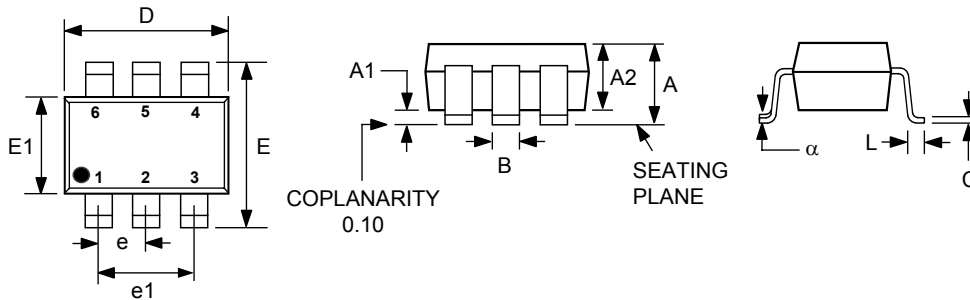 D
E1
E
6 5 4
1 2 3
e
e1
A1
A2
A
B
COPLANARITY
0.10
SEATING
PLANE
α
L